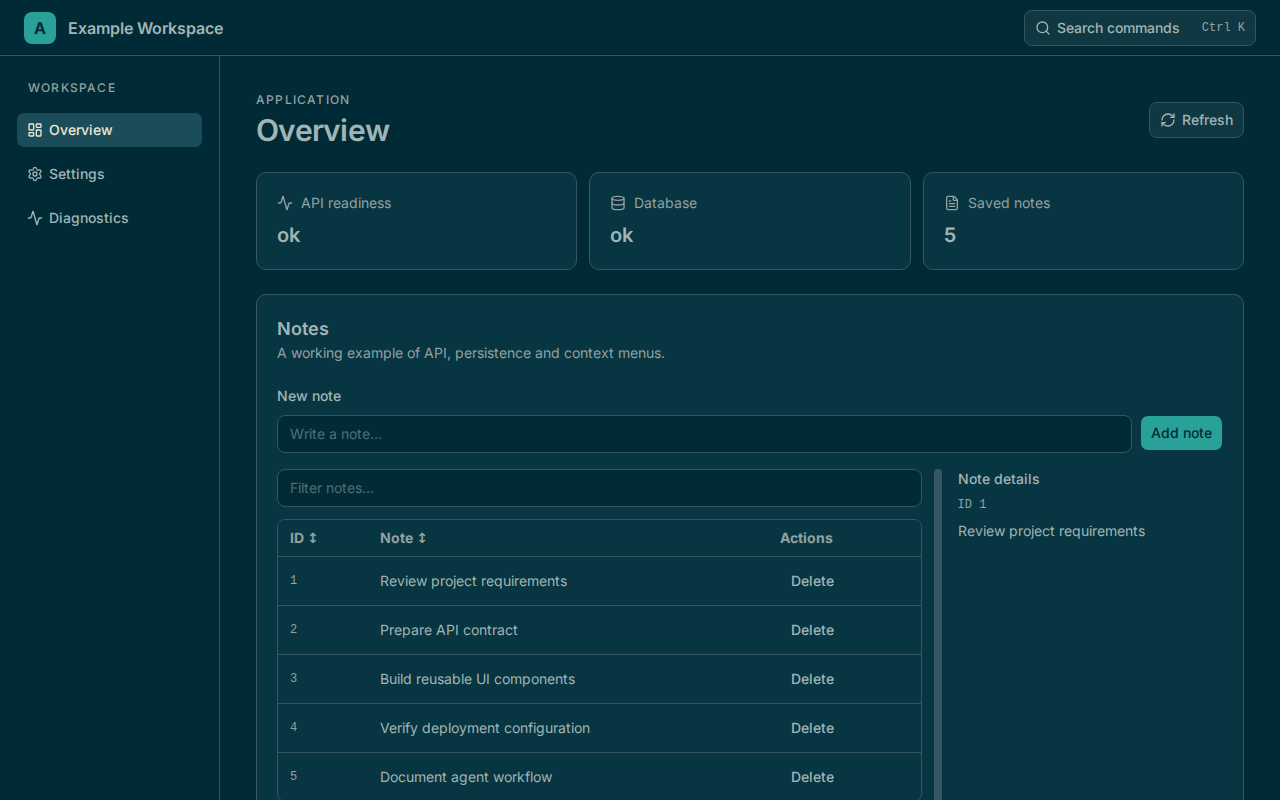 A Example Workspace
Search commands Ctrl K
WORKSPACE
Overview
Settings
Diagnostics
APPLICATION
Overview
Refresh
API readiness
ok
Database
ok
Saved notes
5
Notes
A working example of API, persistence and context menus.
New note
Write a note...
Add note
Filter notes...
ID ↕ Note ↕ Actions
1 Review project requirements Delete
2 Prepare API contract Delete
3 Build reusable UI components Delete
4 Verify deployment configuration Delete
5 Document agent workflow Delete
Note details
ID 1
Review project requirements